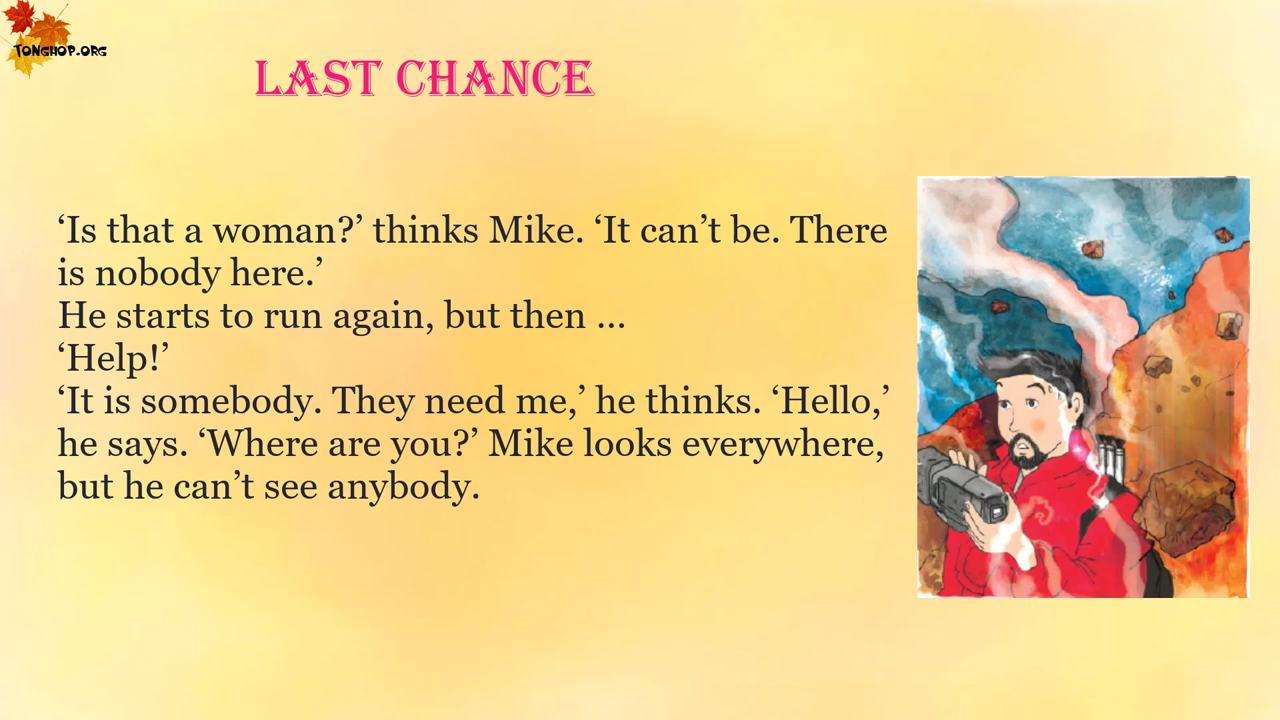 TONGHOP.ORG
LAST CHANCE
‘Is that a woman?’ thinks Mike. ‘It can’t be. There
is nobody here.’
He starts to run again, but then ...
‘Help!’
‘It is somebody. They need me,’ he thinks. ‘Hello,’
he says. ‘Where are you?’ Mike looks everywhere,
but he can’t see anybody.